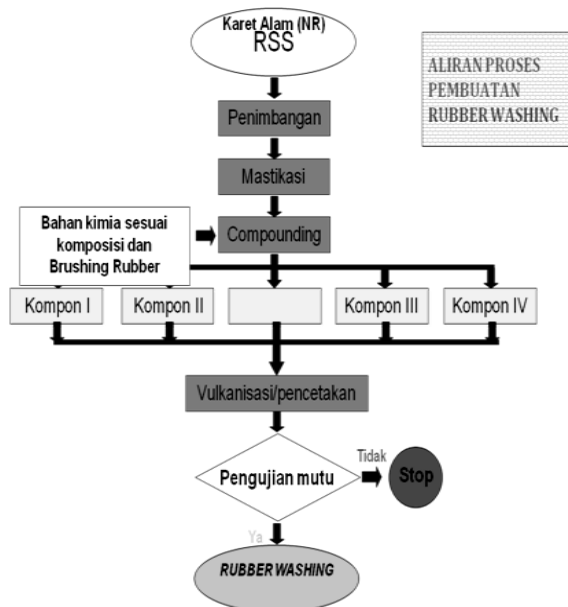 Karet Alam (NR)
RSS
ALIRAN PROSES
PEMBUATAN
RUBBER WASHING
Penimbangan
Mastikasi
Bahan kimia sesuai
komposisi dan
Brushing Rubber
Compounding
Kompon I
Kompon II
Kompon III
Kompon IV
Vulkanisasi/pencetakan
Pengujian mutu
Tidak
Stop
Ya
RUBBER WASHING